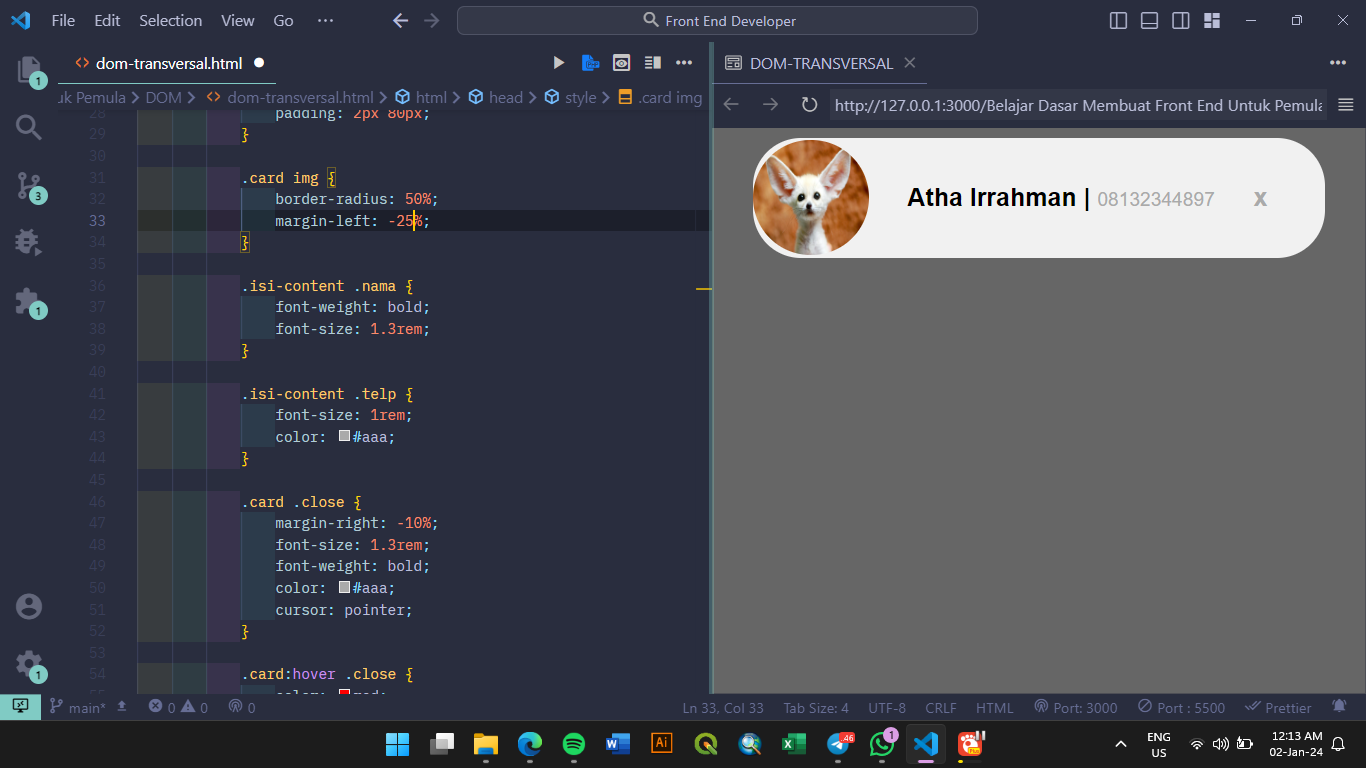 File Edit Selection View Go ··· Front End Developer
1
dom-transversal.html
DOM-TRANSVERSAL
uk Pemula > DOM > dom-transversal.html > html > head > style > .card img
http://127.0.0.1:3000/Belajar Dasar Membuat Front End Untuk Pemula
28 padding: 2px 80px;
29 }
30
31 .card img {
32 border-radius: 50%;
33 margin-left: -25%;
34 }
35
36 .isi-content .nama {
37 font-weight: bold;
38 font-size: 1.3rem;
39 }
40
41 .isi-content .telp {
42 font-size: 1rem;
43 color: #aaa;
44 }
45
46 .card .close {
47 margin-right: -10%;
48 font-size: 1.3rem;
49 font-weight: bold;
50 color: #aaa;
51 cursor: pointer;
52 }
53
54 .card:hover .close {
55 color: red;
3
1
1
Atha Irrahman | 08132344897 x
main* 0 0 0 Ln 33, Col 33 Tab Size: 4 UTF-8 CRLF HTML Port: 3000 Port : 5500 Prettier
.46
1
ENG
US
12:13 AM
02-Jan-24